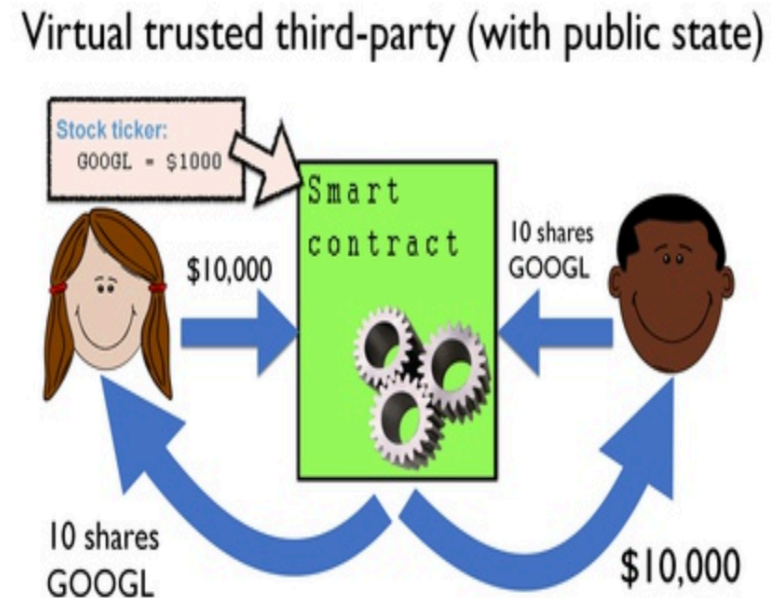 Virtual trusted third-party (with public state)
Stock ticker:
GOOGL = $1000
Smart
contract
$10,000
10 shares
GOOGL
10 shares
GOOGL
$10,000